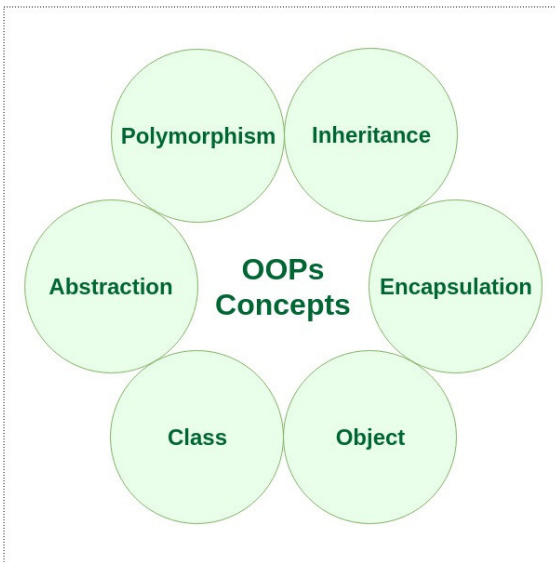 Polymorphism
Inheritance
Abstraction
OOPs
Concepts
Encapsulation
Class
Object